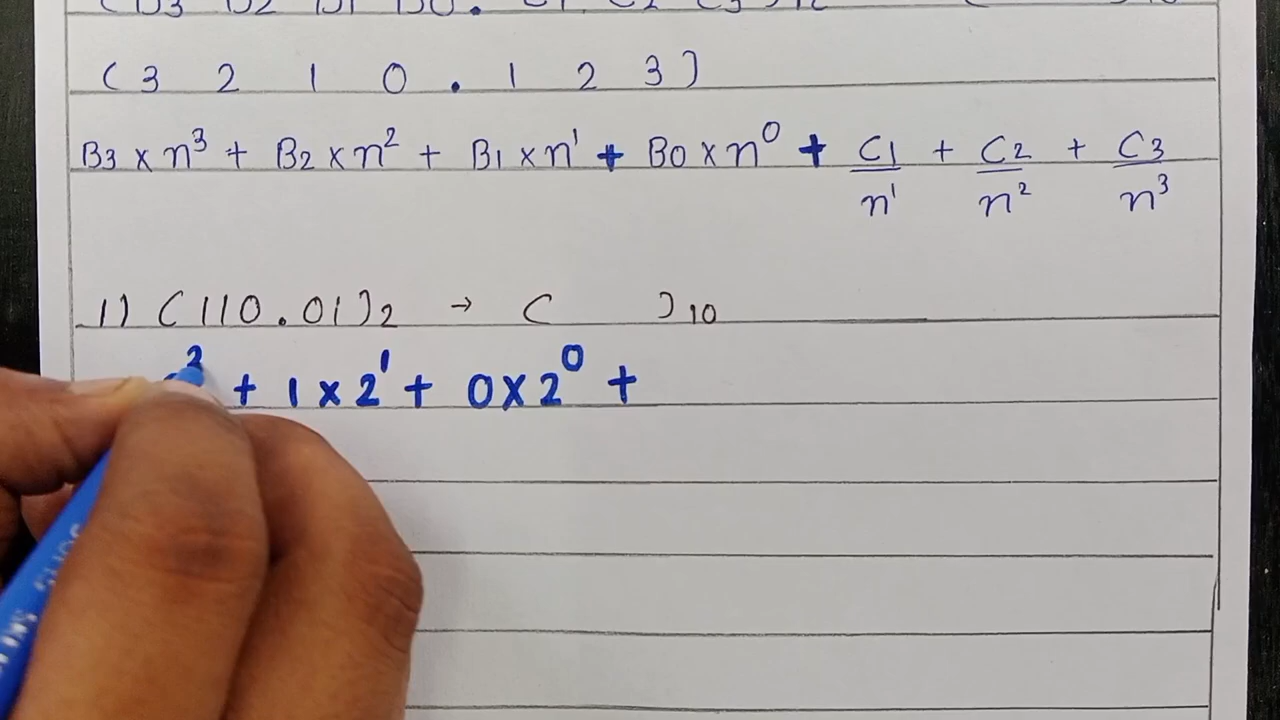 ( 3 2 1 0 . 1 2 3 )
B3 × n³ + B2 × n² + B1 × n¹ + B0 × n⁰ + C1/n¹ + C2/n² + C3/n³
1) (110.01)₂ → ( )₁₀
² + 1 × 2¹ + 0 × 2⁰ +